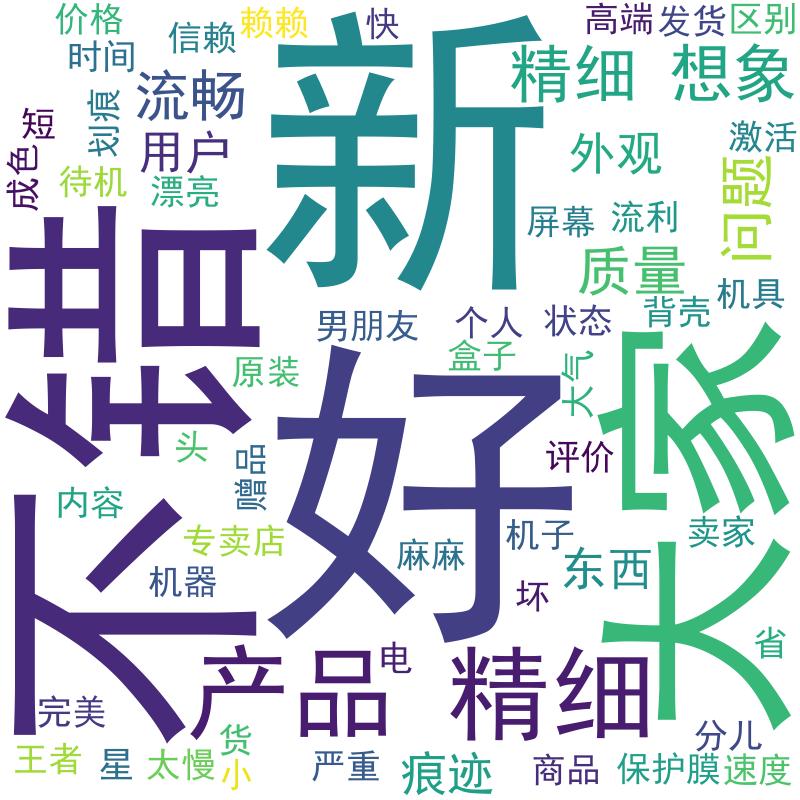 价格
信赖
赖赖
快
高端
发货
区别
时间
流畅
新
精细
想象
划痕
短
用户
外观
激活
成色
待机
漂亮
问题
屏幕
流利
质量
机具
不错
男朋友
个人
状态
背壳
盒子
原装
大气
大家
好
头
评价
赠品
内容
专卖店
麻麻
机子
卖家
机器
东西
坏
省
产品
电
精细
完美
货
分儿
王者
星
太慢
小
严重
痕迹
商品
保护膜
速度